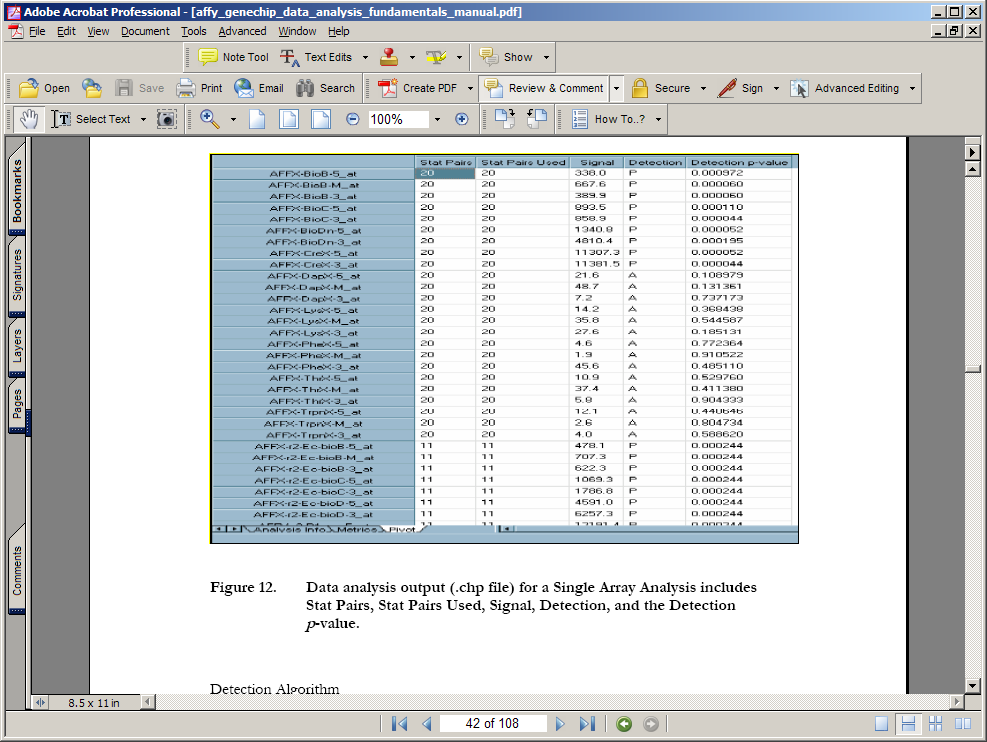 Adobe Acrobat Professional - [affy_genechip_data_analysis_fundamentals_manual.pdf]
File Edit View Document Tools Advanced Window Help
Note Tool Text Edits Show
Open Save Print Email Search Create PDF Review & Comment Secure Sign Advanced Editing
Select Text 100% How To..?
Bookmarks
Signatures
Layers
Pages
Comments
Stat Pairs Stat Pairs Used Signal Detection Detection p-value
AFFX-BioB-5_at 20 20 338.0 P 0.000972
AFFX-BioB-M_at 20 20 667.6 P 0.000060
AFFX-BioB-3_at 20 20 389.9 P 0.000060
AFFX-BioC-5_at 20 20 893.5 P 0.000110
AFFX-BioC-3_at 20 20 858.9 P 0.000044
AFFX-BioDn-5_at 20 20 1340.8 P 0.000052
AFFX-BioDn-3_at 20 20 4810.4 P 0.000195
AFFX-CreX-5_at 20 20 11307.3 P 0.000052
AFFX-CreX-3_at 20 20 11381.5 P 0.000044
AFFX-DapX-5_at 20 20 21.6 A 0.108979
AFFX-DapX-M_at 20 20 48.7 A 0.131361
AFFX-DapX-3_at 20 20 7.2 A 0.737173
AFFX-LysX-5_at 20 20 14.2 A 0.368438
AFFX-LysX-M_at 20 20 35.8 A 0.544587
AFFX-LysX-3_at 20 20 27.6 A 0.185131
AFFX-PheX-5_at 20 20 4.6 A 0.772364
AFFX-PheX-M_at 20 20 1.9 A 0.910522
AFFX-PheX-3_at 20 20 45.6 A 0.485110
AFFX-ThrX-5_at 20 20 10.9 A 0.529760
AFFX-ThrX-M_at 20 20 37.4 A 0.411380
AFFX-ThrX-3_at 20 20 5.8 A 0.904333
AFFX-TrpnX-5_at 20 20 12.1 A 0.440646
AFFX-TrpnX-M_at 20 20 2.6 A 0.804734
AFFX-TrpnX-3_at 20 20 4.0 A 0.588620
AFFX-r2-Ec-bioB-5_at 11 11 478.1 P 0.000244
AFFX-r2-Ec-bioB-M_at 11 11 707.3 P 0.000244
AFFX-r2-Ec-bioB-3_at 11 11 622.3 P 0.000244
AFFX-r2-Ec-bioC-5_at 11 11 1069.3 P 0.000244
AFFX-r2-Ec-bioC-3_at 11 11 1786.8 P 0.000244
AFFX-r2-Ec-bioD-5_at 11 11 4591.0 P 0.000244
AFFX-r2-Ec-bioD-3_at 11 11 6257.3 P 0.000244
Analysis Info Metrics Pivot
Figure 12. Data analysis output (.chp file) for a Single Array Analysis includes
Stat Pairs, Stat Pairs Used, Signal, Detection, and the Detection
p-value.
Detection Algorithm
8.5 x 11 in
42 of 108